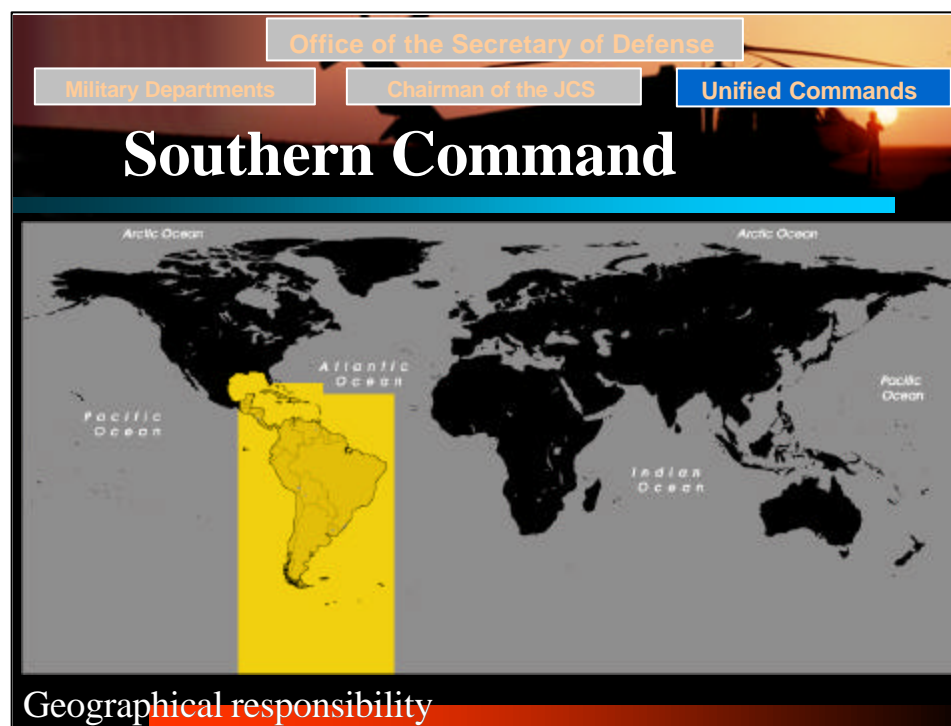 Office of the Secretary of Defense
Military Departments
Chairman of the JCS
Unified Commands
Southern Command
Arctic Ocean
Arctic Ocean
Atlantic
Ocean
Pacific
Ocean
Pacific
Ocean
Indian
Ocean
Geographical responsibility